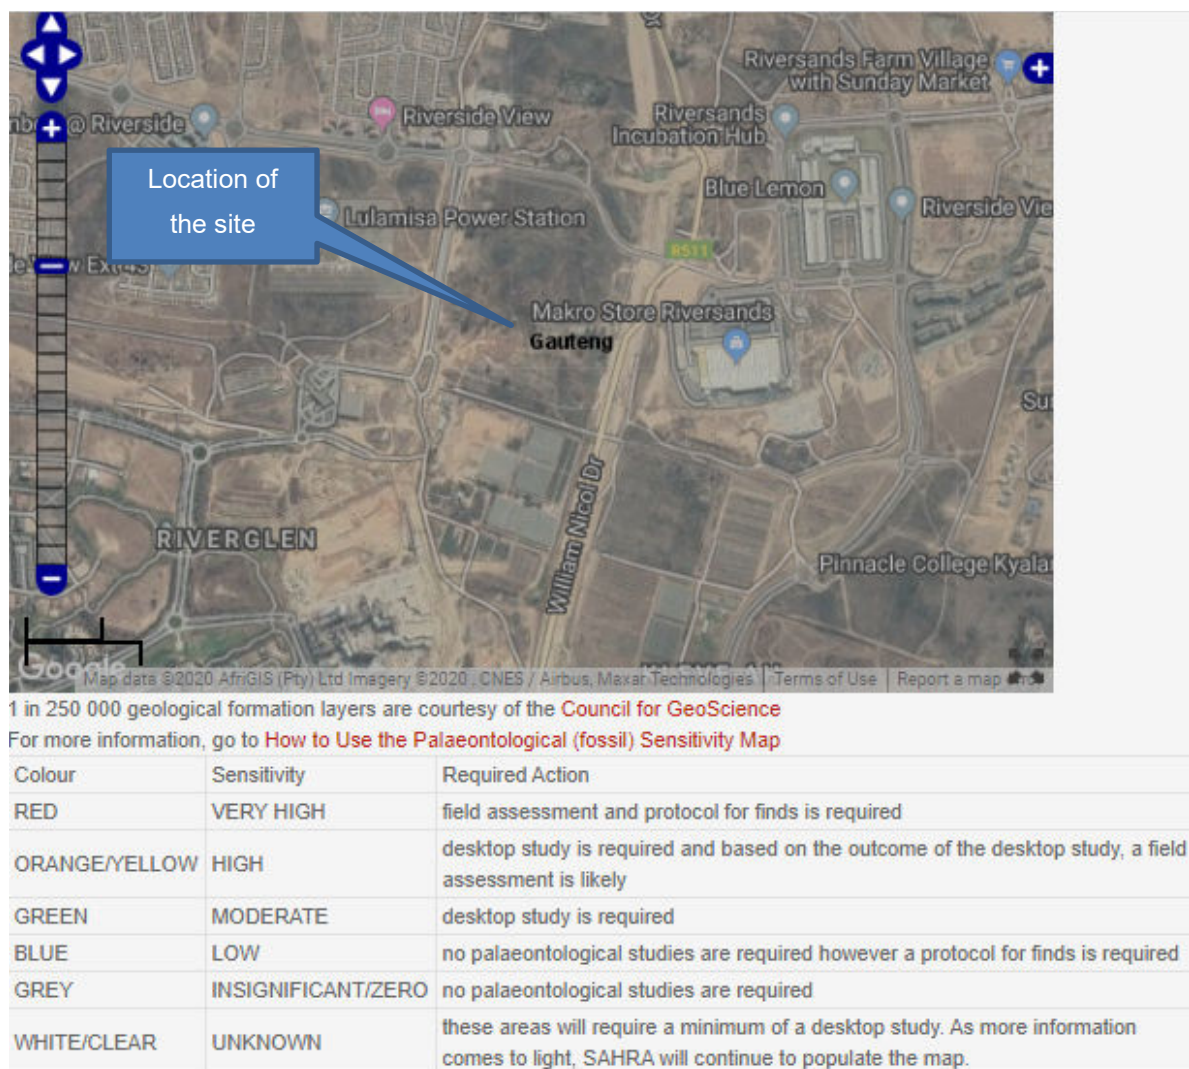 Riversands Farm Village
with Sunday Market
@ Riverside
Riverside View
Riversands
Incubation Hub
Location of
the site
Blue Lemon
Lulamisa Power Station
Riverside Vie
R511
Makro Store Riversands
Gauteng
RIVERGLEN
William Nicol Dr
Pinnacle College Kyala
Google
Map data ©2020 AfriGIS (Pty) Ltd Imagery ©2020 , CNES / Airbus, Maxar Technologies | Terms of Use | Report a map error
1 in 250 000 geological formation layers are courtesy of the Council for GeoScience
For more information, go to How to Use the Palaeontological (fossil) Sensitivity Map
Colour Sensitivity Required Action
RED VERY HIGH field assessment and protocol for finds is required
ORANGE/YELLOW HIGH desktop study is required and based on the outcome of the desktop study, a field
assessment is likely
GREEN MODERATE desktop study is required
BLUE LOW no palaeontological studies are required however a protocol for finds is required
GREY INSIGNIFICANT/ZERO no palaeontological studies are required
WHITE/CLEAR UNKNOWN these areas will require a minimum of a desktop study. As more information
comes to light, SAHRA will continue to populate the map.